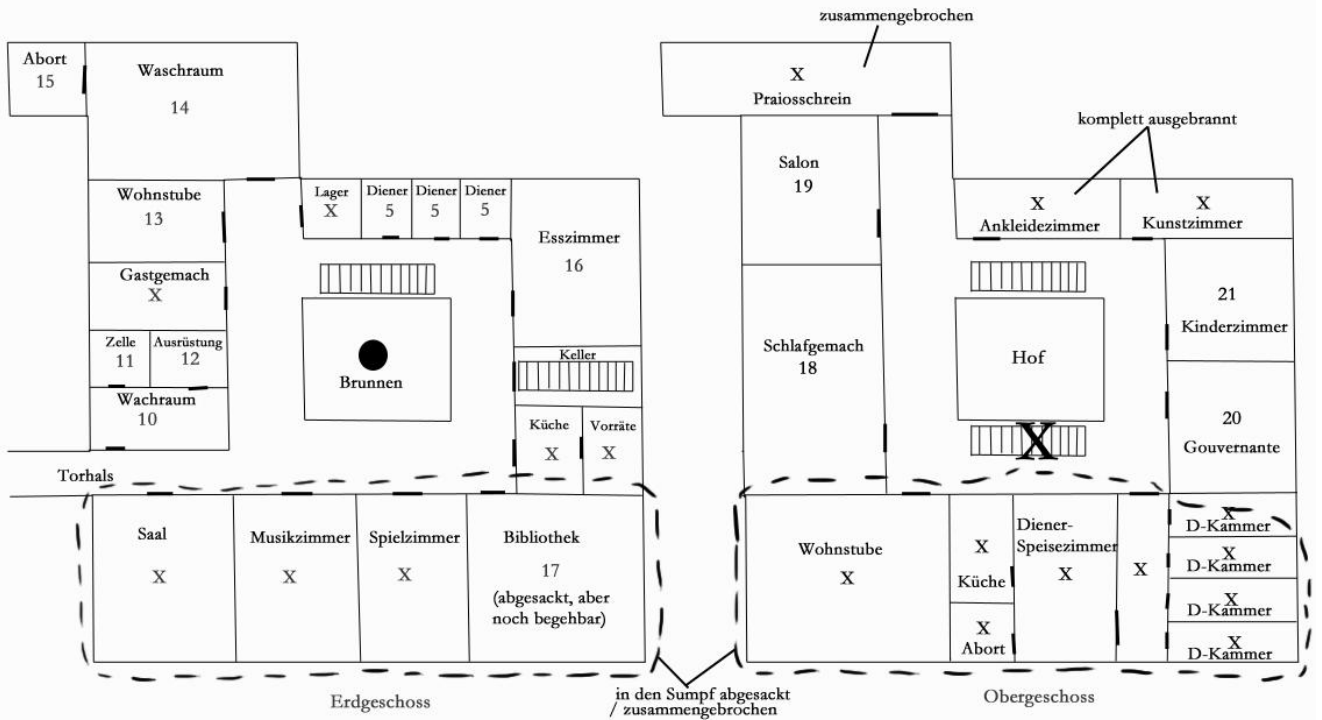 zusammengebrochen
Abort
15
Waschraum
14
Wohnstube
13
Gastgemach
X
Zelle
11
Ausrüstung
12
Wachraum
10
Torhals
Lager
X
Diener
5
Diener
5
Diener
5
Esszimmer
16
Brunnen
Keller
Küche
X
Vorräte
X
Saal
X
Musikzimmer
X
Spielzimmer
X
Bibliothek
17
(abgesackt, aber
noch begehbar)
Erdgeschoss
X
Praiosschrein
komplett ausgebrannt
Salon
19
X
Ankleidezimmer
X
Kunstzimmer
Schlafgemach
18
Hof
X
21
Kinderzimmer
20
Gouvernante
Wohnstube
X
X
Küche
X
Abort
Diener-
Speisezimmer
X
X
X
D-Kammer
X
D-Kammer
X
D-Kammer
X
D-Kammer
in den Sumpf abgesackt
/ zusammengebrochen
Obergeschoss